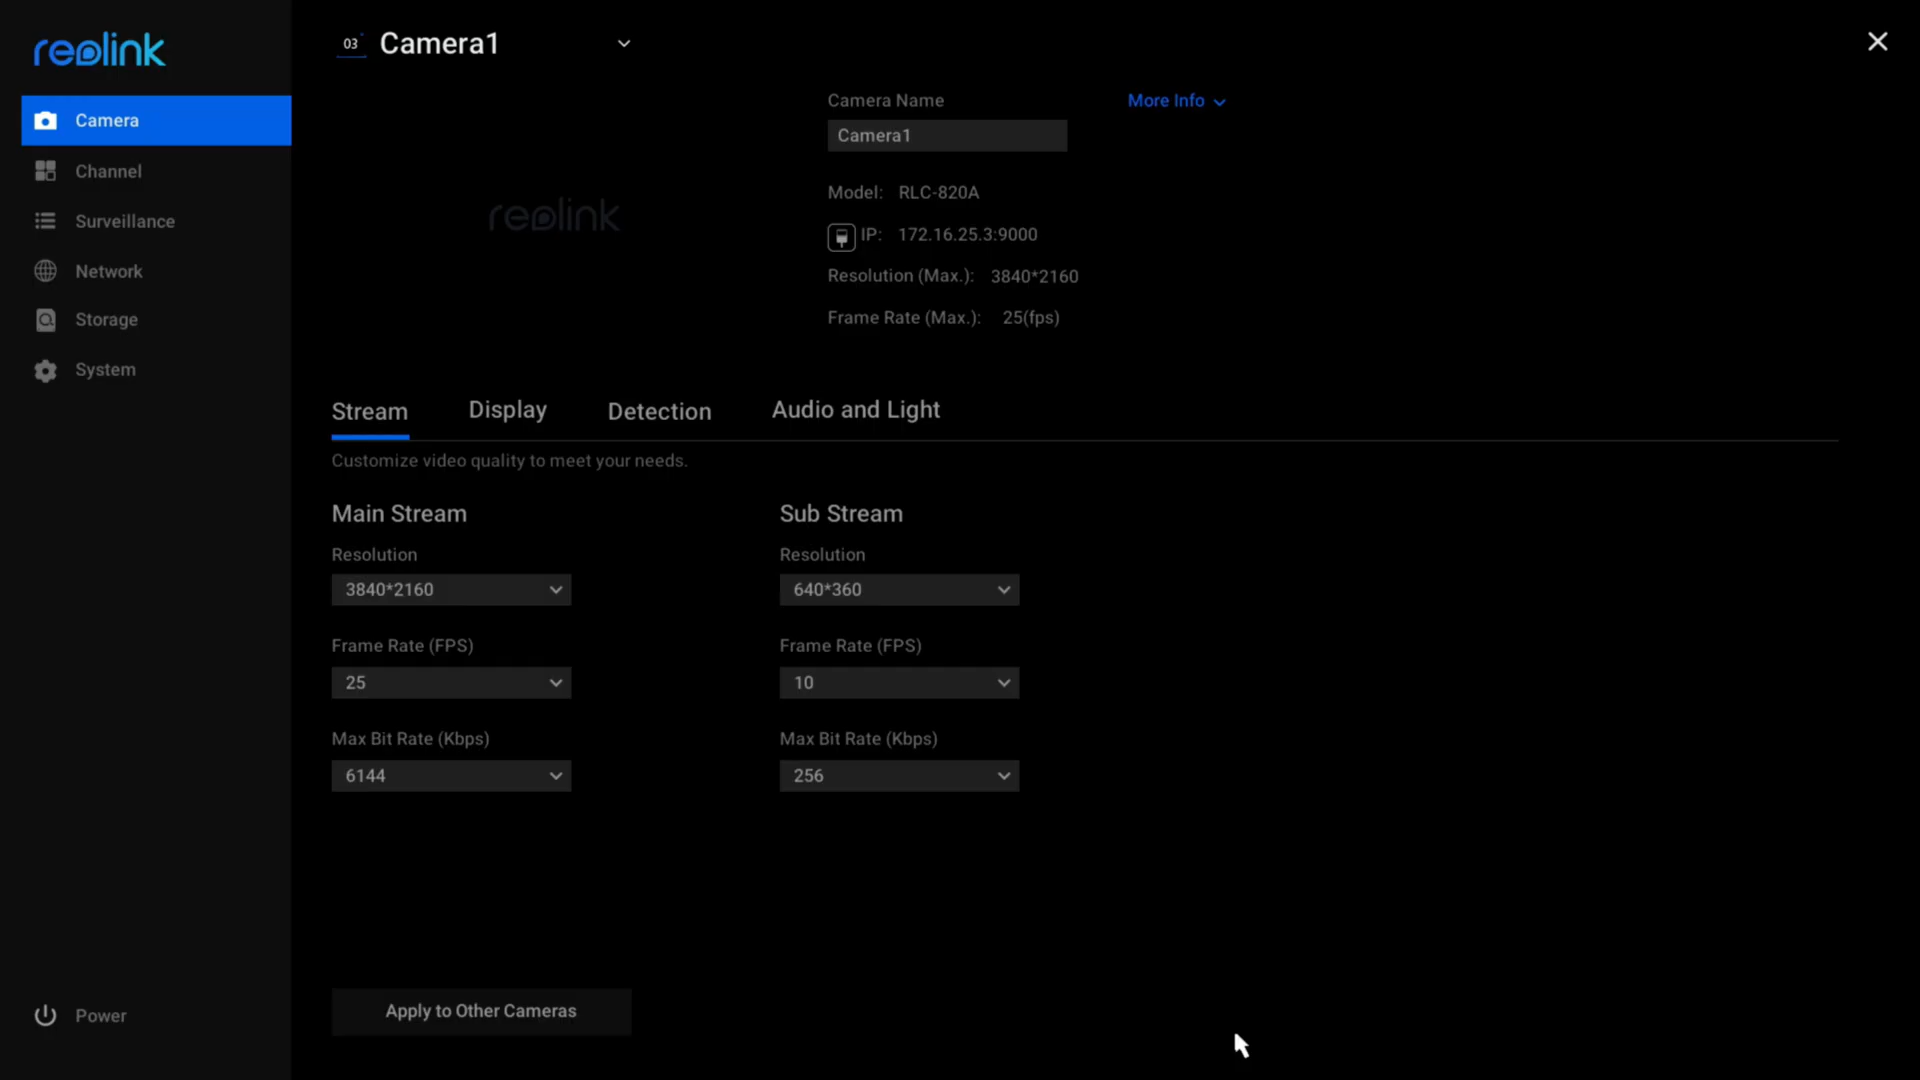 reolink
03 Camera1
Camera
Channel
Surveillance
Network
Storage
System
Power
reolink
Camera Name
More Info
Camera1
Model: RLC-820A
IP: 172.16.25.3:9000
Resolution (Max.): 3840*2160
Frame Rate (Max.): 25(fps)
Stream Display Detection Audio and Light
Customize video quality to meet your needs.
Main Stream
Resolution
3840*2160
Frame Rate (FPS)
25
Max Bit Rate (Kbps)
6144
Sub Stream
Resolution
640*360
Frame Rate (FPS)
10
Max Bit Rate (Kbps)
256
Apply to Other Cameras